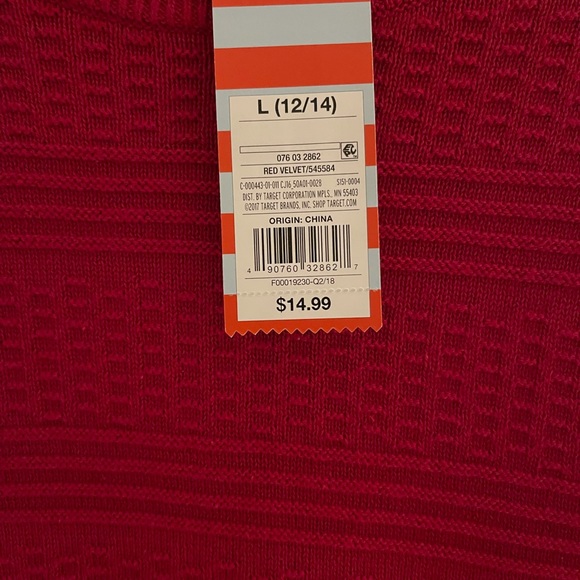 L (12/14)
076 03 2862
RED VELVET/545584
C-000443-01-011 CJ16_50A01-0028 S151-0004
DIST. BY TARGET CORPORATION MPLS., MN 55403
©2017 TARGET BRANDS, INC. SHOP TARGET.COM
ORIGIN: CHINA
4 90760 32862 7
F00019230-Q2/18
$14.99